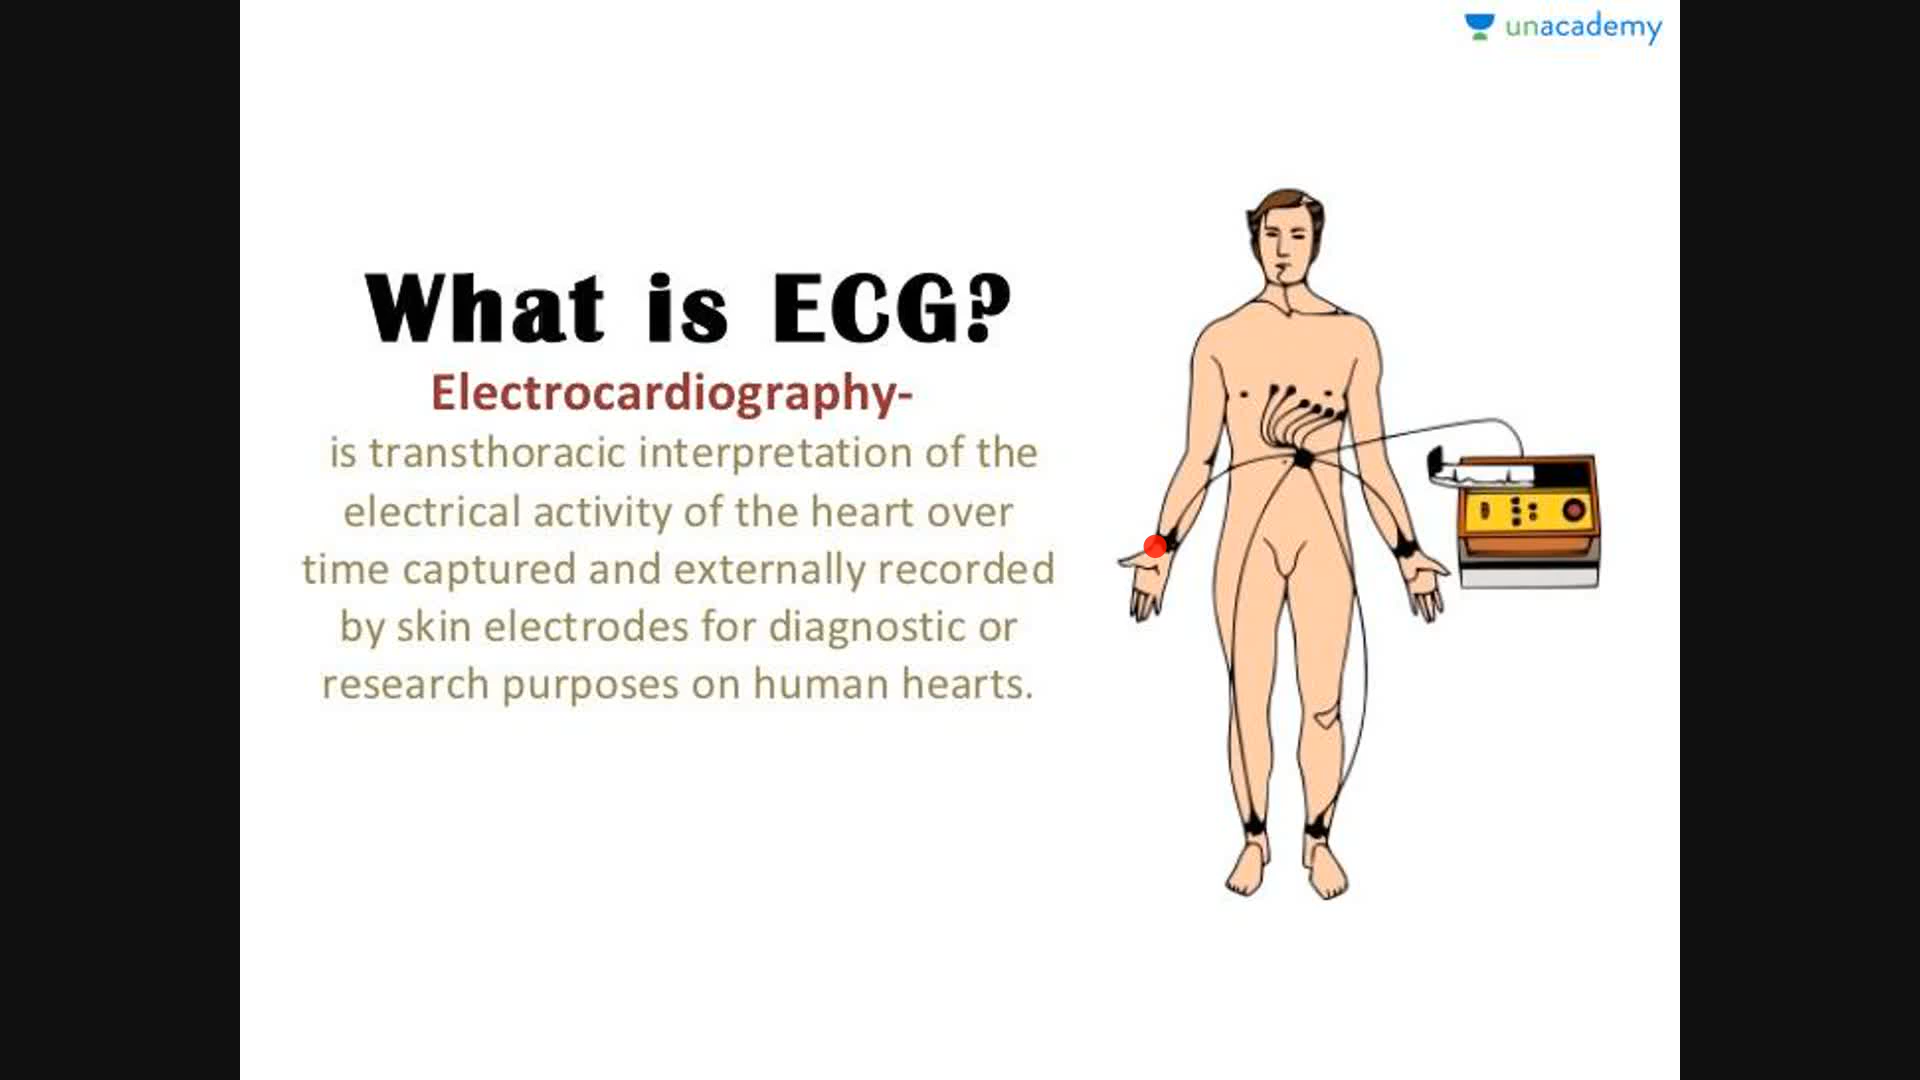 unacademy
What is ECG?
Electrocardiography-
is transthoracic interpretation of the
electrical activity of the heart over
time captured and externally recorded
by skin electrodes for diagnostic or
research purposes on human hearts.